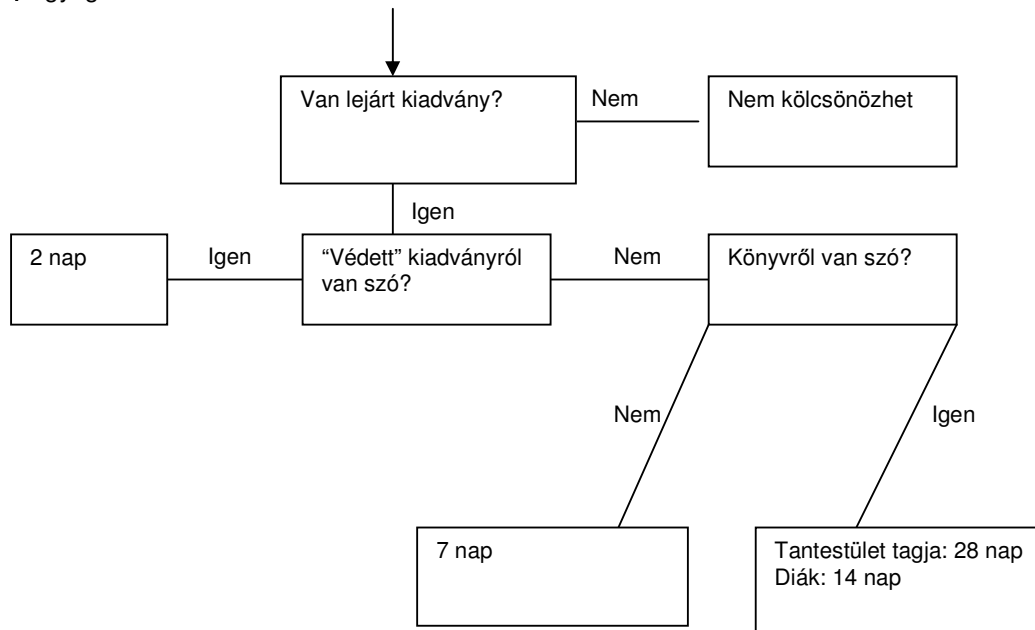 Van lejárt kiadvány?
Nem
Nem kölcsönözhet
Igen
2 nap
Igen
“Védett” kiadványról
van szó?
Nem
Könyvről van szó?
Nem
Igen
7 nap
Tantestület tagja: 28 nap
Diák: 14 nap